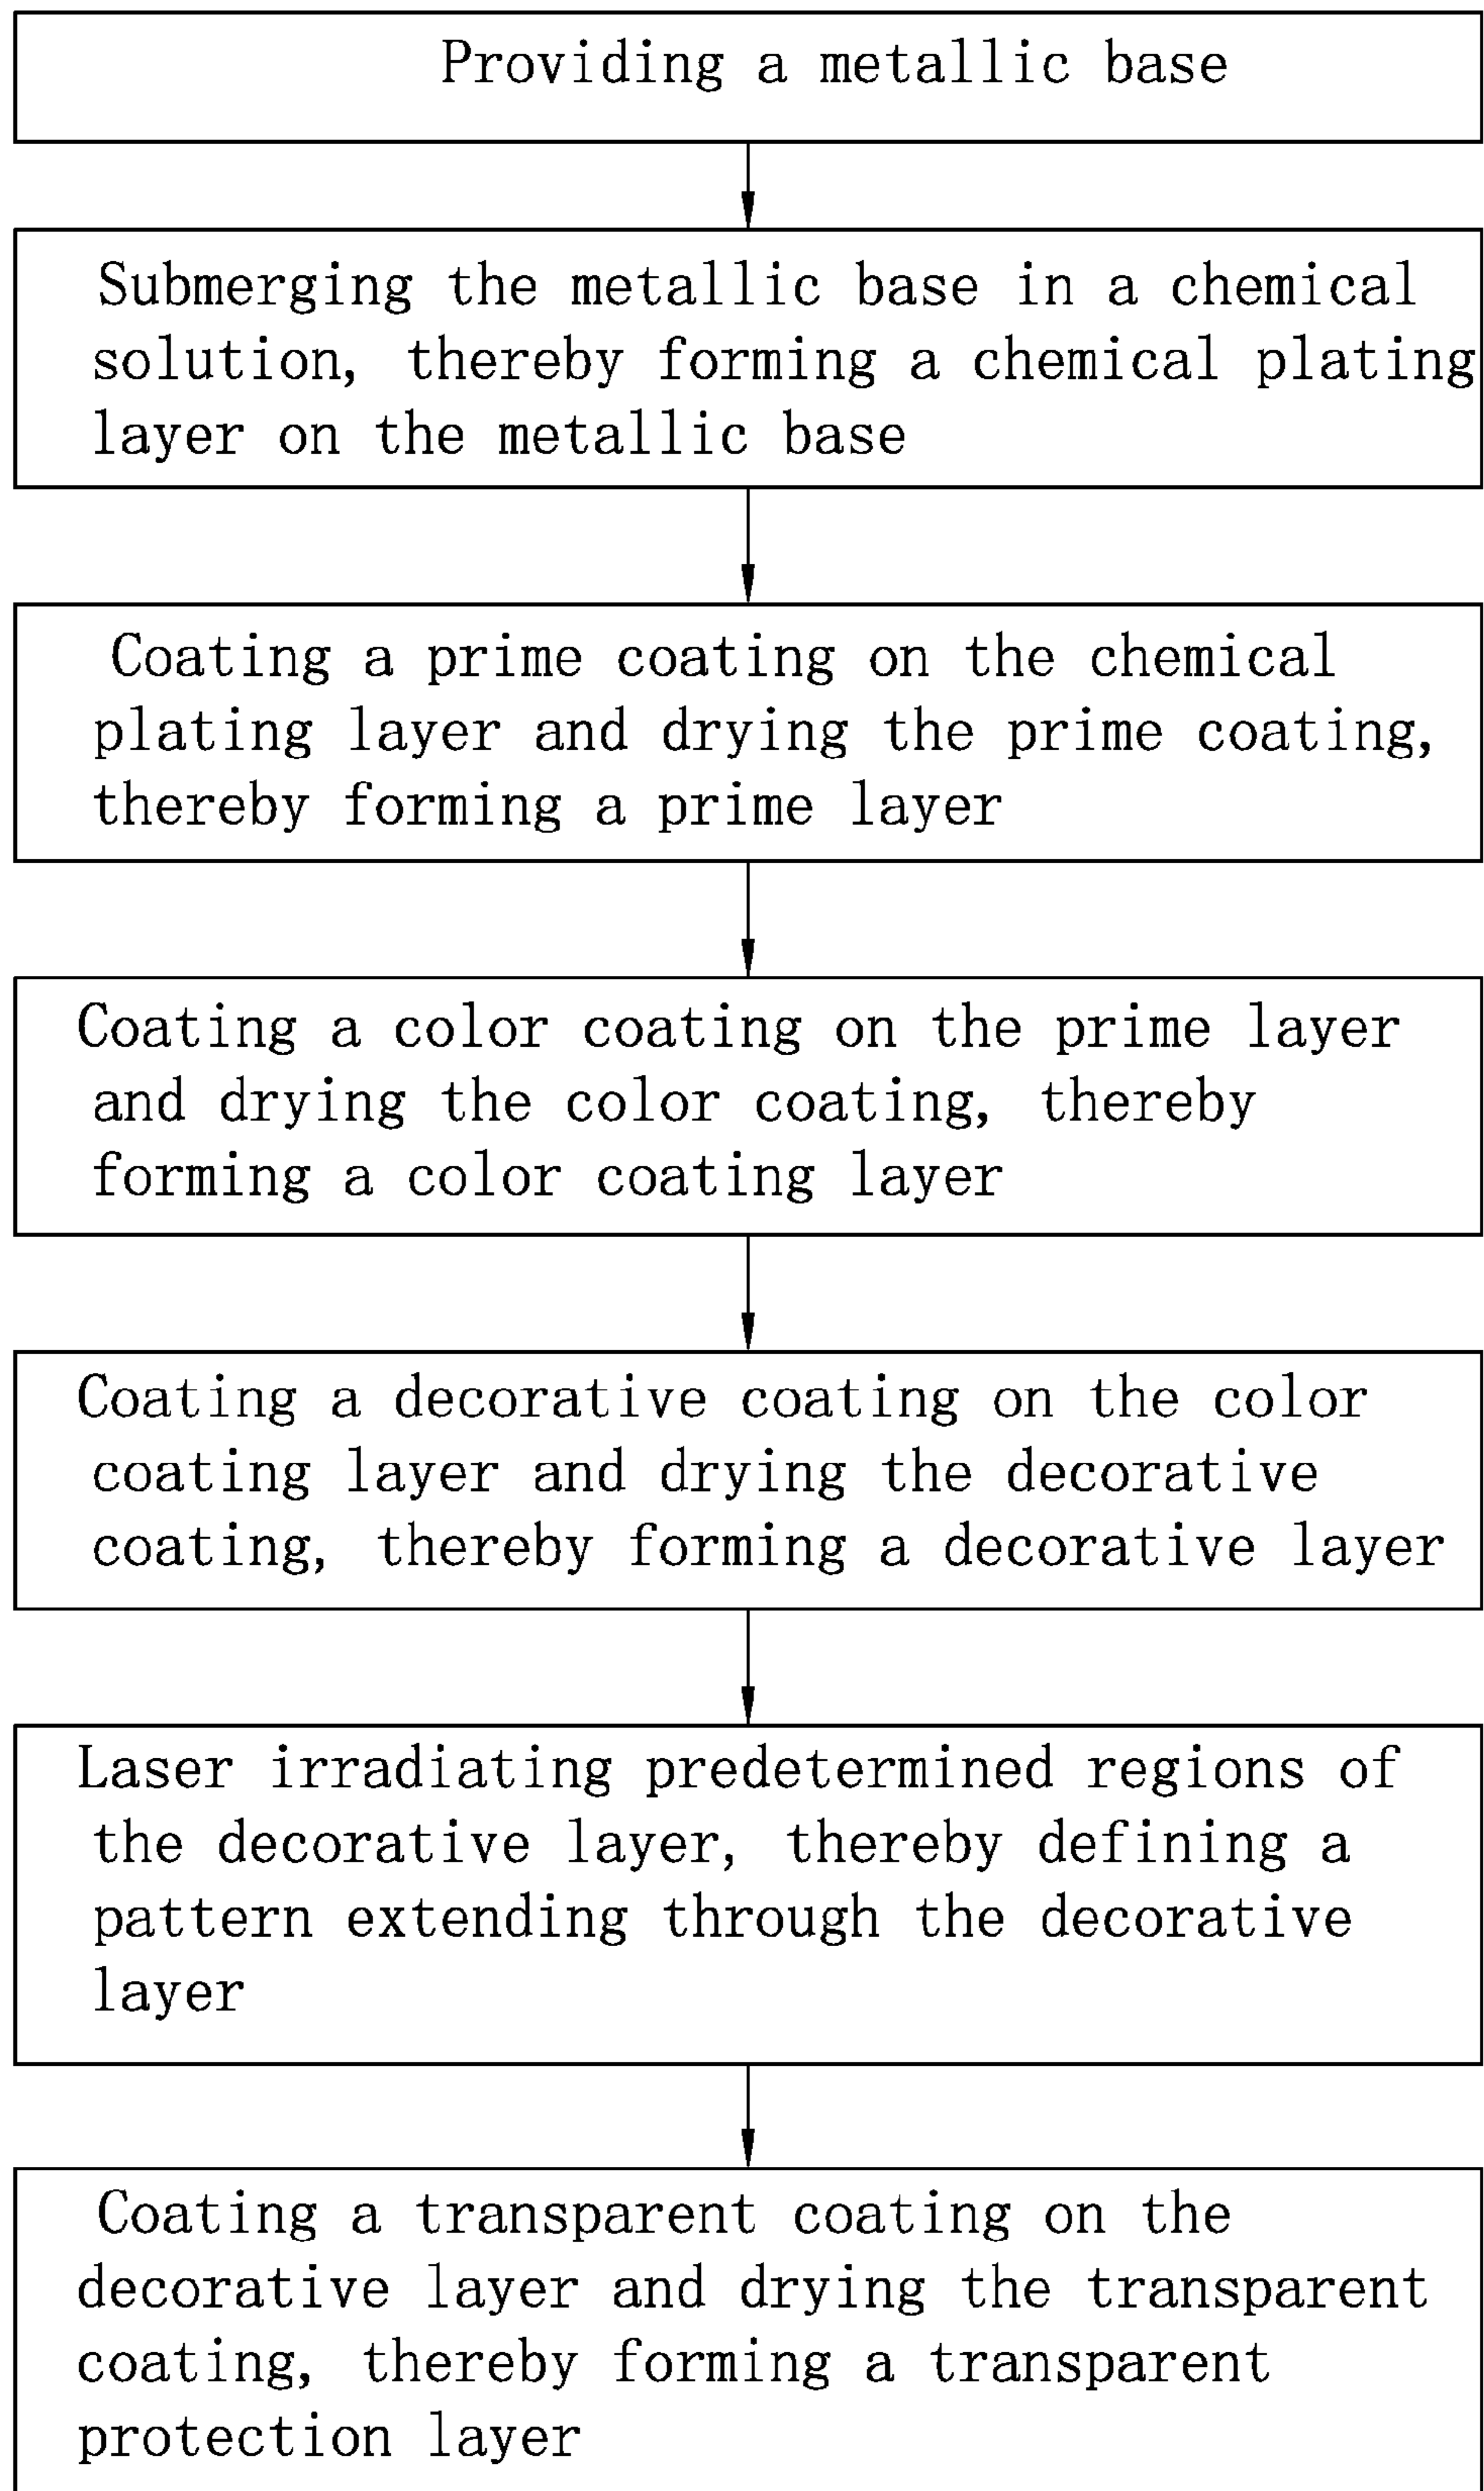 Providing a metallic base
Submerging the metallic base in a chemical
solution, thereby forming a chemical plating
layer on the metallic base
Coating a prime coating on the chemical
plating layer and drying the prime coating,
thereby forming a prime layer
Coating a color coating on the prime layer
and drying the color coating, thereby
forming a color coating layer
Coating a decorative coating on the color
coating layer and drying the decorative
coating, thereby forming a decorative layer
Laser irradiating predetermined regions of
the decorative layer, thereby defining a
pattern extending through the decorative
layer
Coating a transparent coating on the
decorative layer and drying the transparent
coating, thereby forming a transparent
protection layer